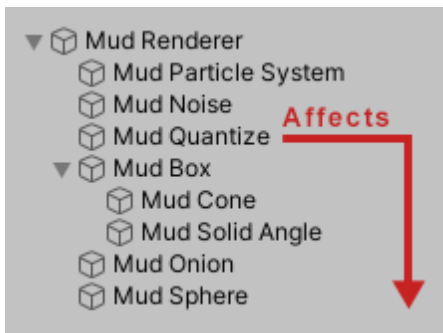 Mud Renderer
Mud Particle System
Mud Noise
Mud Quantize Affects
Mud Box
Mud Cone
Mud Solid Angle
Mud Onion
Mud Sphere